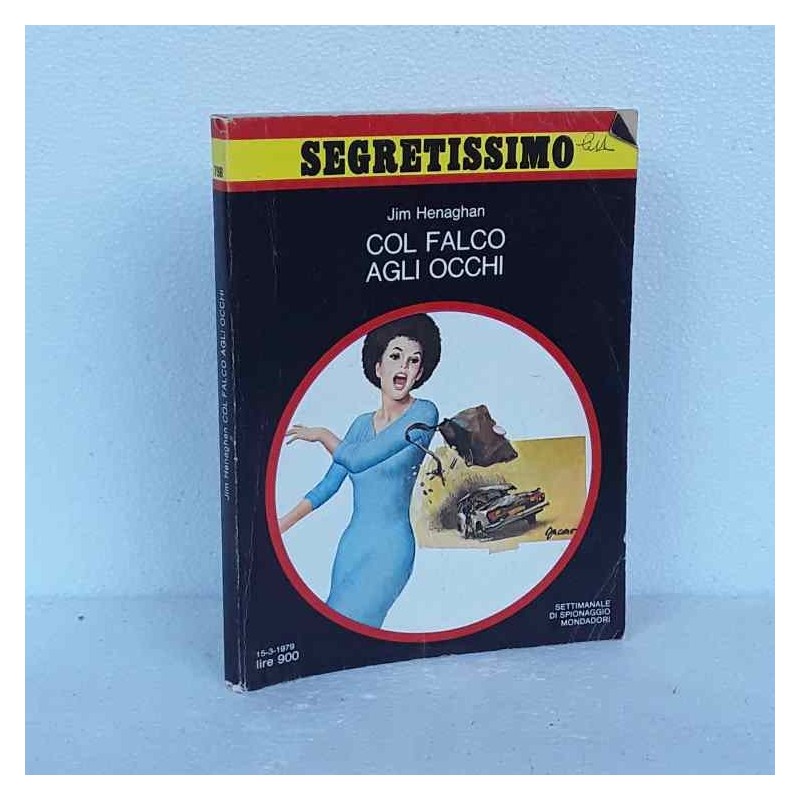 SEGRETISSIMO
Jim Henaghan
COL FALCO
AGLI OCCHI
15-3-1979
lire 900
SETTIMANALE
DI SPIONAGGIO
MONDADORI
Jim Henaghan COL FALCO AGLI OCCHI